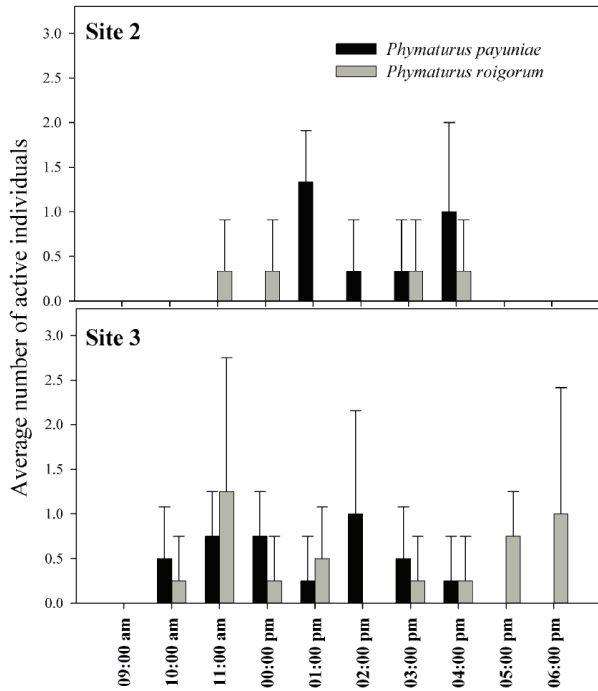 Site 2
Phymaturus payuniae
Phymaturus roigorum
3.0
2.5
2.0
1.5
1.0
0.5
0.0
Average number of active individuals
Site 3
3.0
2.5
2.0
1.5
1.0
0.5
0.0
09:00 am
10:00 am
11:00 am
00:00 pm
01:00 pm
02:00 pm
03:00 pm
04:00 pm
05:00 pm
06:00 pm